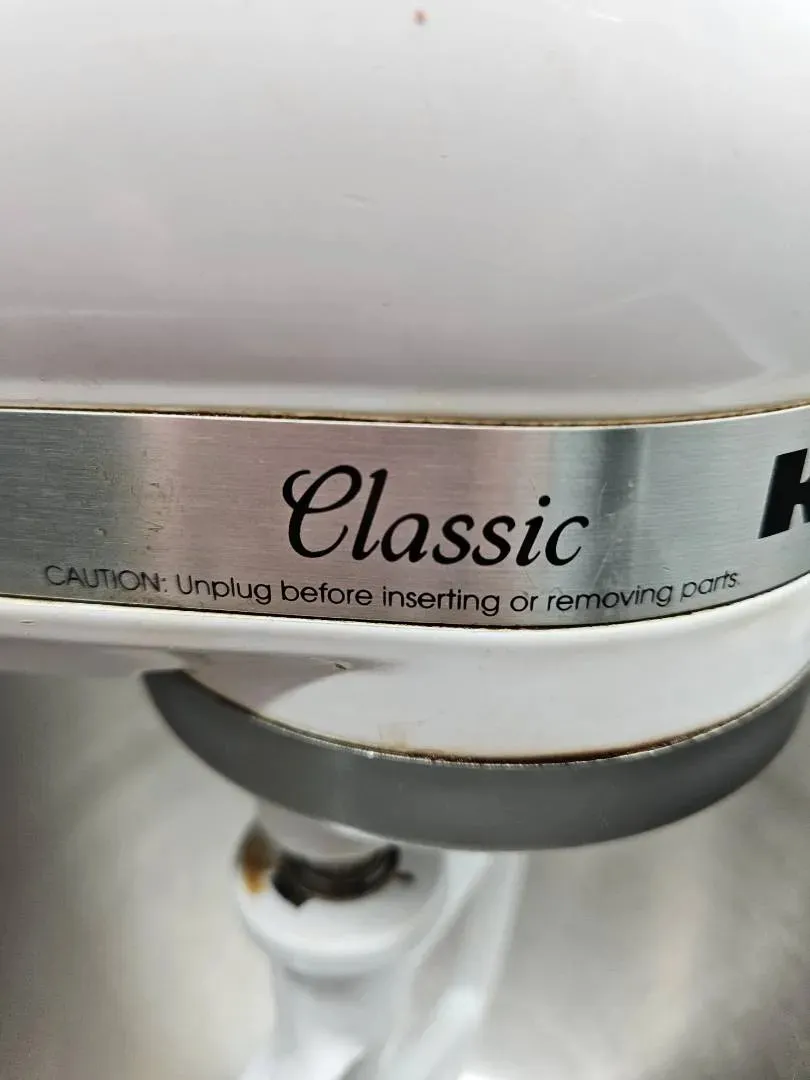 Classic
K
CAUTION: Unplug before inserting or removing parts.